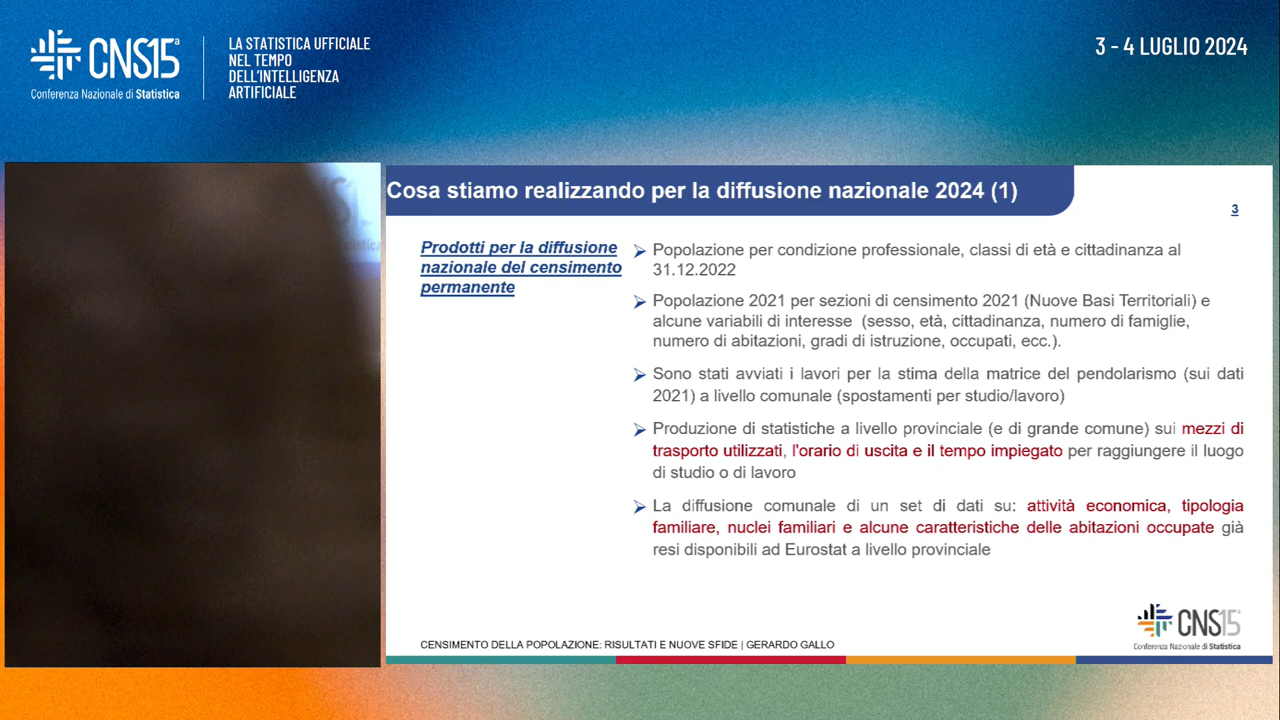 CNS15ª
Conferenza Nazionale di Statistica
LA STATISTICA UFFICIALE
NEL TEMPO
DELL'INTELLIGENZA
ARTIFICIALE
3 - 4 LUGLIO 2024
Cosa stiamo realizzando per la diffusione nazionale 2024 (1)
3
Prodotti per la diffusione
nazionale del censimento
permanente
Popolazione per condizione professionale, classi di età e cittadinanza al
31.12.2022
Popolazione 2021 per sezioni di censimento 2021 (Nuove Basi Territoriali) e
alcune variabili di interesse (sesso, età, cittadinanza, numero di famiglie,
numero di abitazioni, gradi di istruzione, occupati, ecc.).
Sono stati avviati i lavori per la stima della matrice del pendolarismo (sui dati
2021) a livello comunale (spostamenti per studio/lavoro)
Produzione di statistiche a livello provinciale (e di grande comune) sui mezzi di
trasporto utilizzati, l'orario di uscita e il tempo impiegato per raggiungere il luogo
di studio o di lavoro
La diffusione comunale di un set di dati su: attività economica, tipologia
familiare, nuclei familiari e alcune caratteristiche delle abitazioni occupate già
resi disponibili ad Eurostat a livello provinciale
CENSIMENTO DELLA POPOLAZIONE: RISULTATI E NUOVE SFIDE | GERARDO GALLO
CNS15ª
Conferenza Nazionale di Statistica